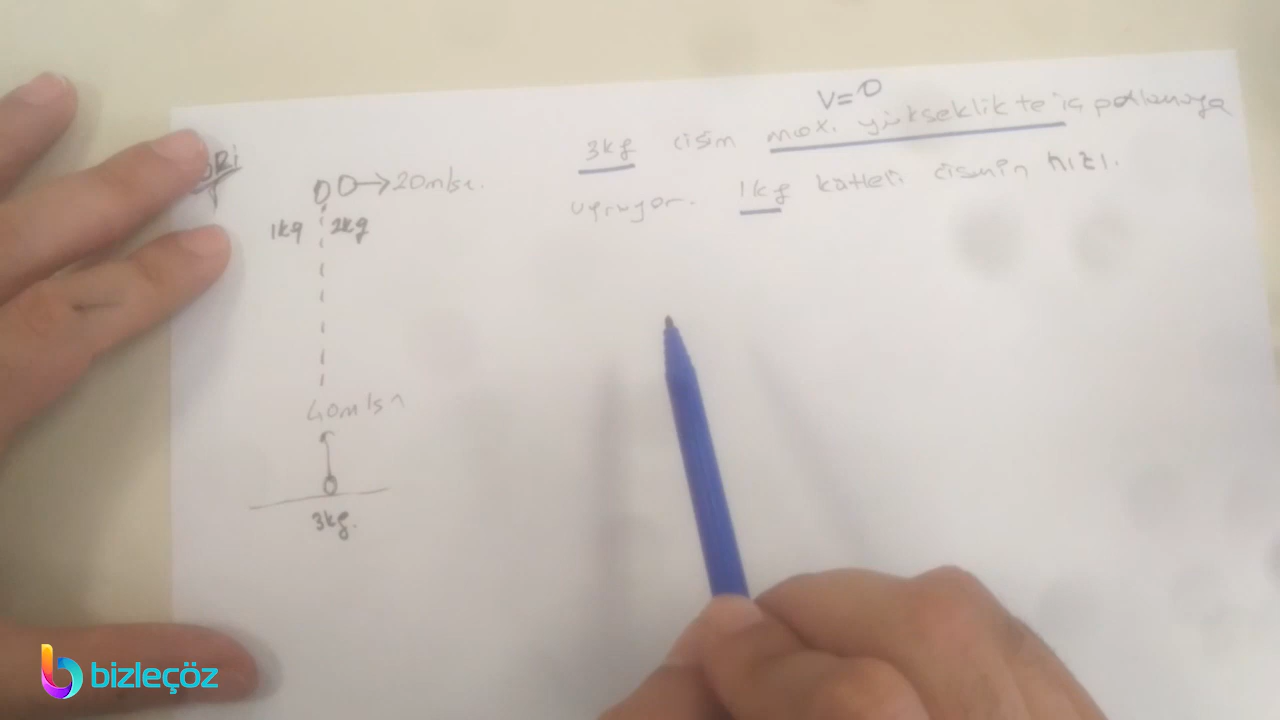 V=0
3kg cisim max. yükseklikte iç patlamaya
uğruyor. 1kg kütleli cismin hızı.
20m/sn.
1kg 2kg
40m/sn
3kg.
bizleçöz